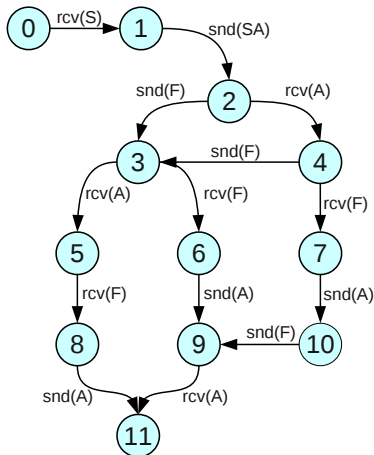 rcv(S)
0 1
snd(SA)
snd(F) 2 rcv(A)
3 snd(F) 4
rcv(A) rcv(F) rcv(F)
5 6 7
rcv(F) snd(A) snd(A)
8 9 snd(F) 10
snd(A) rcv(A)
11